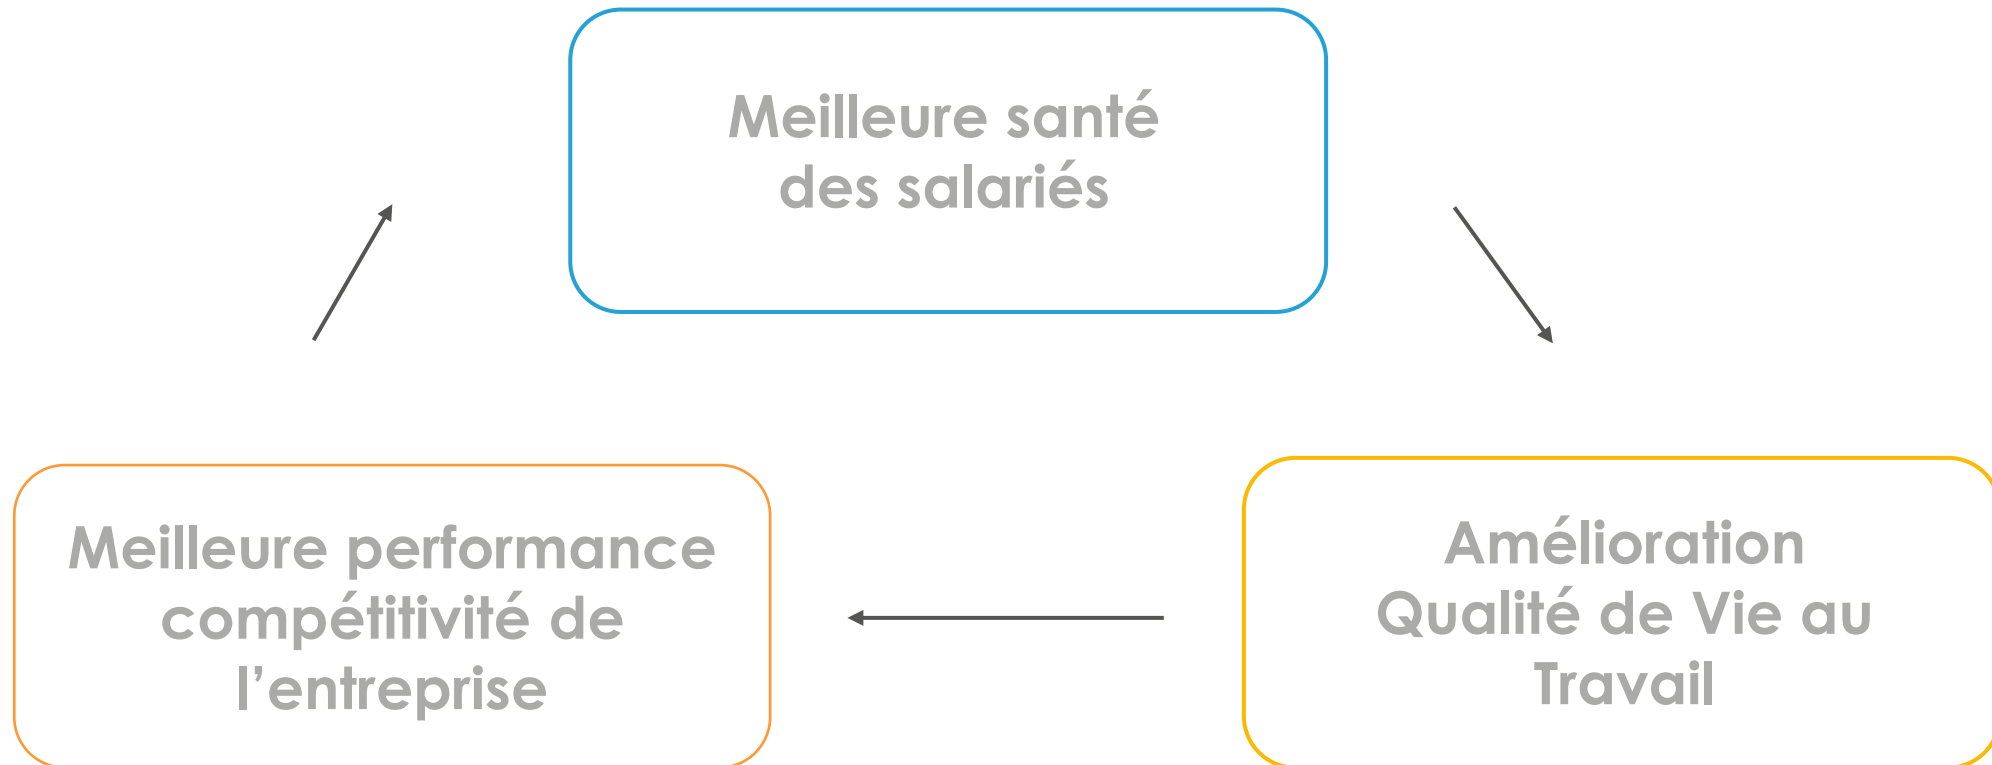 Meilleure santé
des salariés
Meilleure performance
compétitivité de
l’entreprise
Amélioration
Qualité de Vie au
Travail